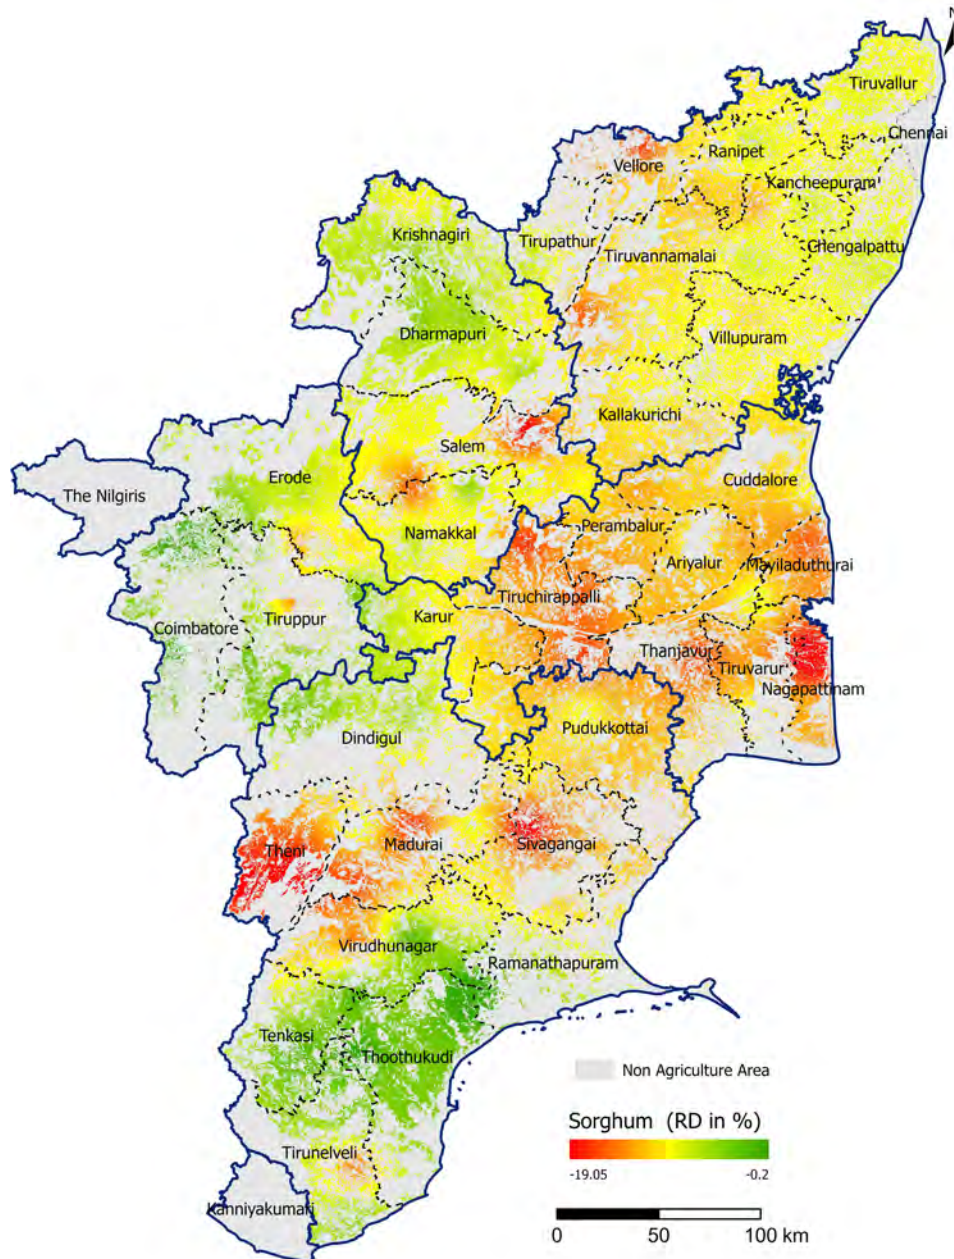 N
Tiruvallur
Chennai
Ranipet
Vellore
Kancheepuram
Krishnagiri
Tirupathur
Tiruvannamalai
Chengalpattu
Dharmapuri
Villupuram
Kallakurichi
Salem
Erode
Cuddalore
The Nilgiris
Namakkal
Perambalur
Ariyalur
Mayiladuthurai
Tiruchirappalli
Karur
Tiruppur
Coimbatore
Thanjavur
Tiruvarur
Nagapattinam
Pudukkottai
Dindigul
Theni
Madurai
Sivagangai
Virudhunagar
Ramanathapuram
Tenkasi
Thoothukudi
Tirunelveli
Kanniyakumari
Non Agriculture Area
Sorghum (RD in %)
-19.05 -0.2
0 50 100 km